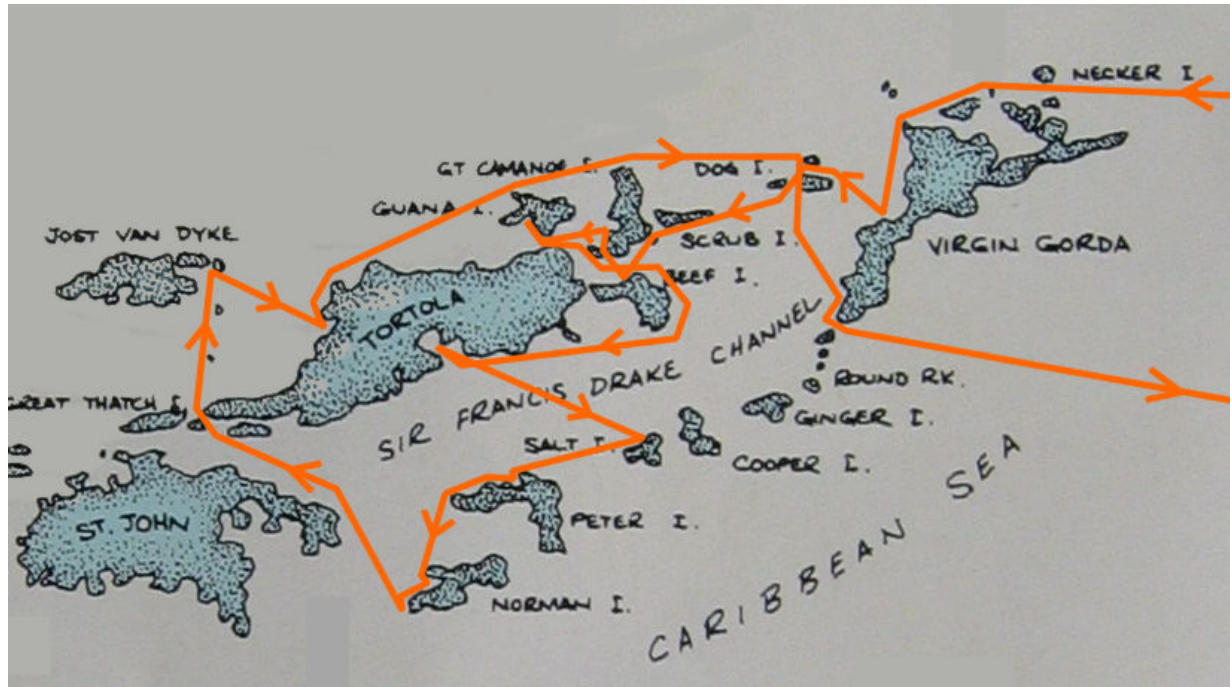 NECKER I.
GT CAMANOE I.
DOG I.
GUANA I.
JOST VAN DYKE
SCRUB I.
VIRGIN GORDA
BEEF I.
TORTOLA
SIR FRANCIS DRAKE CHANNEL
ROUND RK.
GREAT THATCH I.
GINGER I.
SALT I.
COOPER I.
ST. JOHN
PETER I.
NORMAN I.
CARIBBEAN SEA